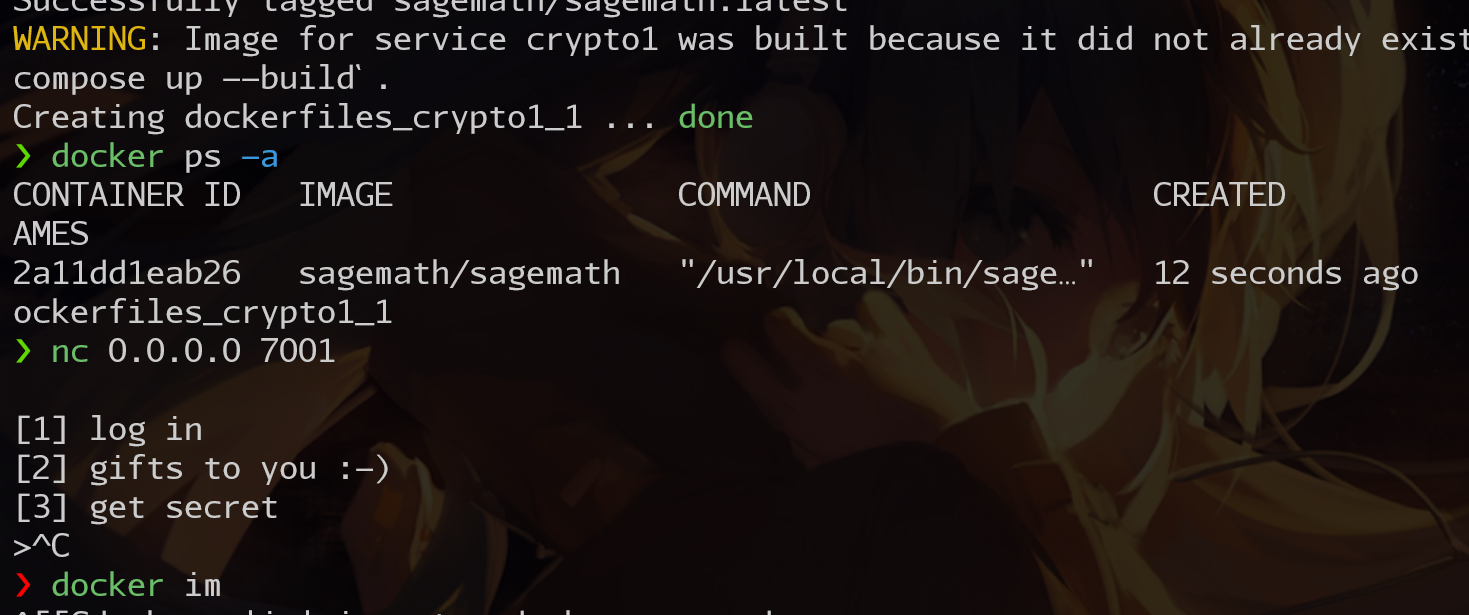 Successfully tagged sagemath/sagemath:latest
WARNING: Image for service crypto1 was built because it did not already exist
compose up --build`.
Creating dockerfiles_crypto1_1 ... done
❯ docker ps -a
CONTAINER ID   IMAGE               COMMAND                  CREATED
AMES
2a11dd1eab26   sagemath/sagemath   "/usr/local/bin/sage…"   12 seconds ago
ockerfiles_crypto1_1
❯ nc 0.0.0.0 7001
[1] log in
[2] gifts to you :-)
[3] get secret
>^C
❯ docker im